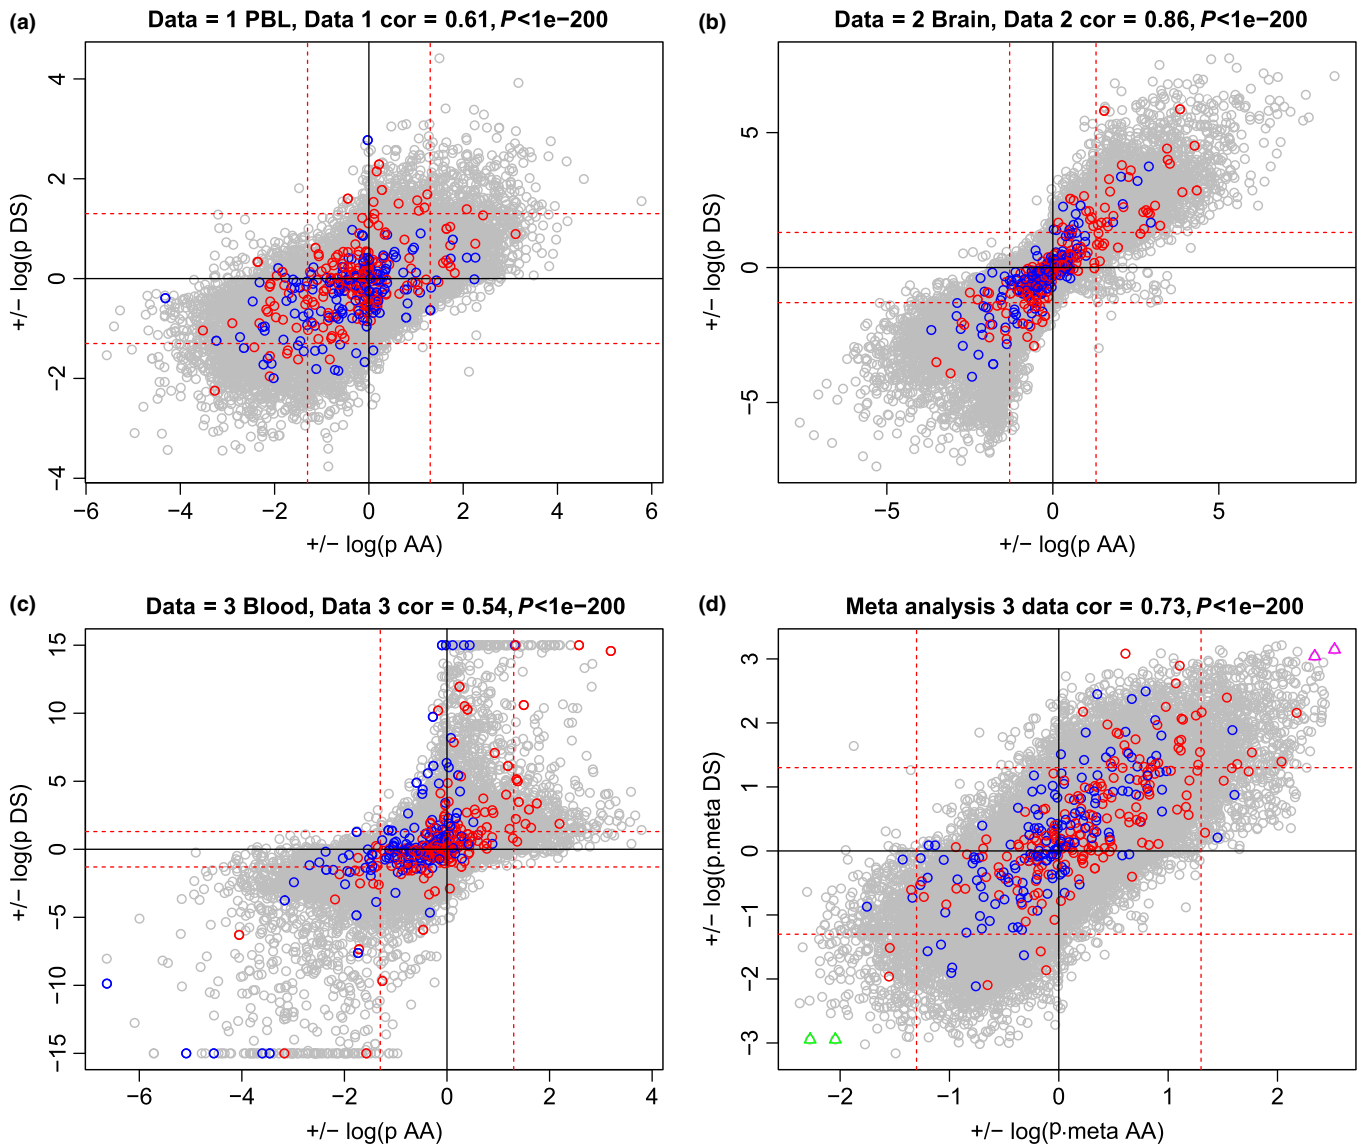 (a) Data = 1 PBL, Data 1 cor = 0.61, P<1e−200
4
2
0
−2
−4
+/− log(p DS)
−6 −4 −2 0 2 4 6
+/− log(p AA)
(b) Data = 2 Brain, Data 2 cor = 0.86, P<1e−200
5
0
−5
+/− log(p DS)
−5 0 5
+/− log(p AA)
(c) Data = 3 Blood, Data 3 cor = 0.54, P<1e−200
15
10
5
0
−5
−10
−15
+/− log(p DS)
−6 −4 −2 0 2 4
+/− log(p AA)
(d) Meta analysis 3 data cor = 0.73, P<1e−200
3
2
1
0
−1
−2
−3
+/− log(p.meta DS)
−2 −1 0 1 2
+/− log(p.meta AA)